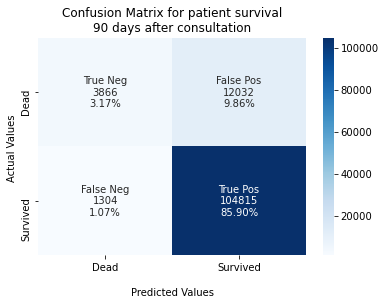 Confusion Matrix for patient survival
90 days after consultation
Actual Values
Dead
Survived
True Neg
3866
3.17%
False Pos
12032
9.86%
False Neg
1304
1.07%
True Pos
104815
85.90%
Dead
Survived
Predicted Values
100000
80000
60000
40000
20000